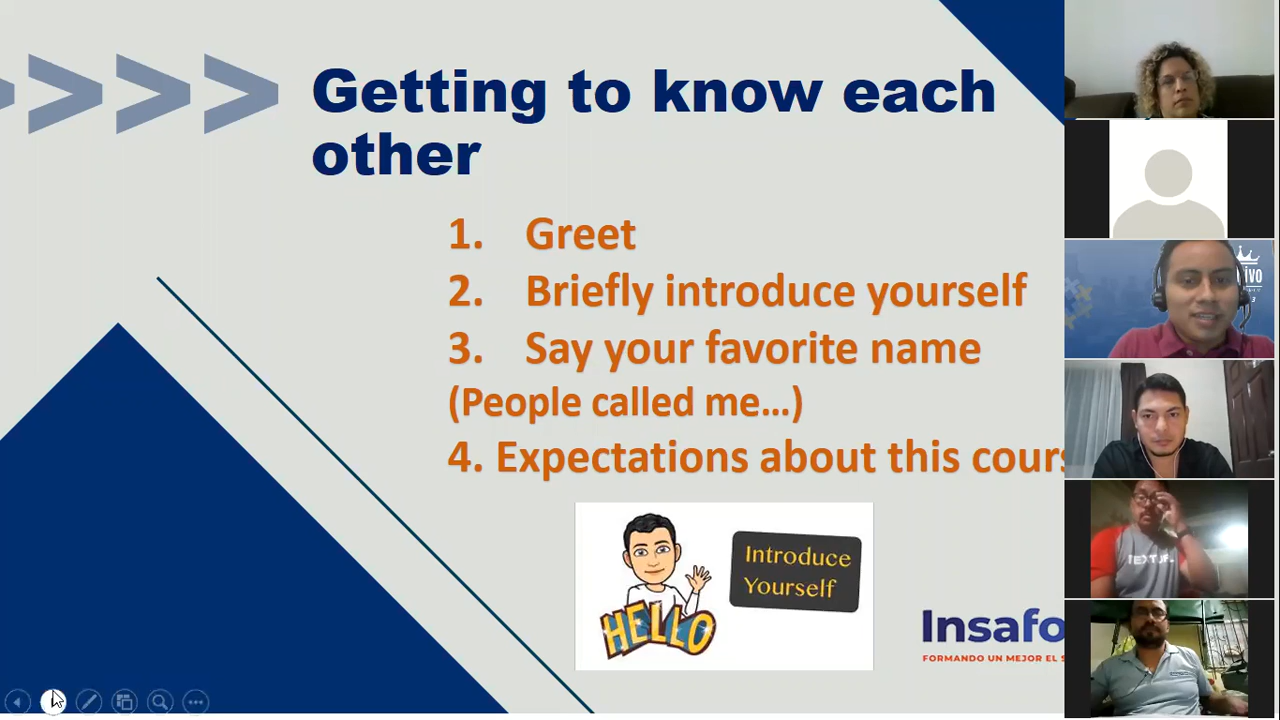 Getting to know each
other
1. Greet
2. Briefly introduce yourself
3. Say your favorite name
(People called me…)
4. Expectations about this cours
Introduce
Yourself
HELLO
Insafo
FORMANDO UN MEJOR EL S